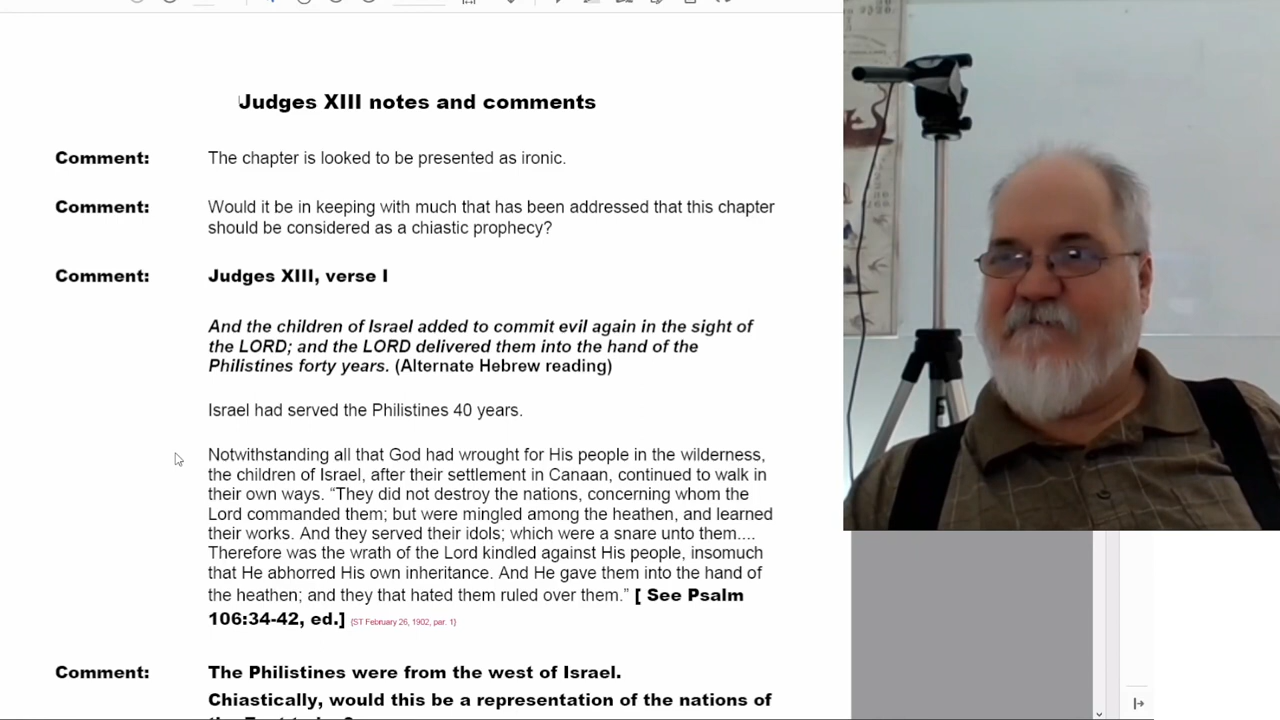 Judges XIII notes and comments
Comment: The chapter is looked to be presented as ironic.
Comment: Would it be in keeping with much that has been addressed that this chapter
should be considered as a chiastic prophecy?
Comment: Judges XIII, verse I
And the children of Israel added to commit evil again in the sight of
the LORD; and the LORD delivered them into the hand of the
Philistines forty years. (Alternate Hebrew reading)
Israel had served the Philistines 40 years.
Notwithstanding all that God had wrought for His people in the wilderness,
the children of Israel, after their settlement in Canaan, continued to walk in
their own ways. “They did not destroy the nations, concerning whom the
Lord commanded them; but were mingled among the heathen, and learned
their works. And they served their idols; which were a snare unto them....
Therefore was the wrath of the Lord kindled against His people, insomuch
that He abhorred His own inheritance. And He gave them into the hand of
the heathen; and they that hated them ruled over them.” [ See Psalm
106:34-42, ed.] {ST February 26, 1902, par. 1}
Comment: The Philistines were from the west of Israel.
Chiastically, would this be a representation of the nations of